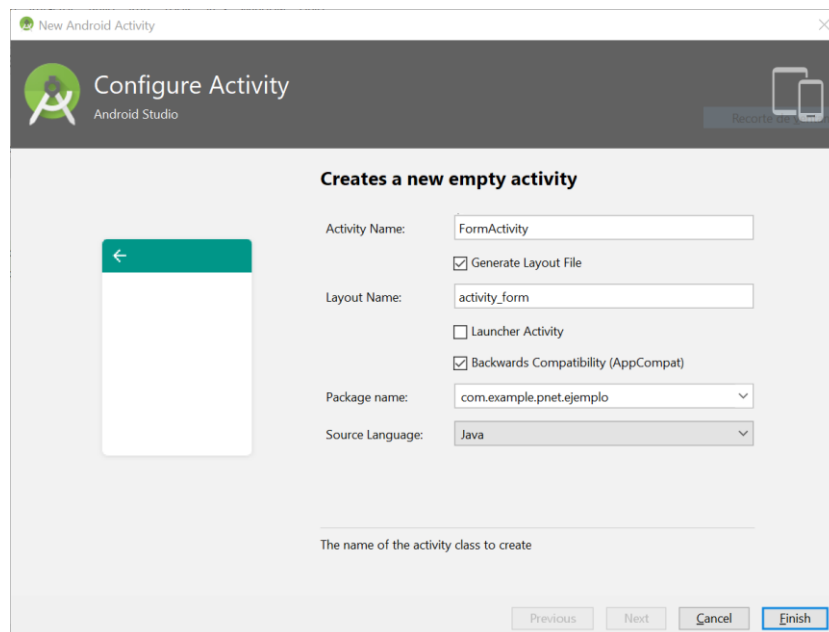 New Android Activity
Configure Activity
Android Studio
Recorte de
Creates a new empty activity
Activity Name: FormActivity
Generate Layout File
Layout Name: activity_form
Launcher Activity
Backwards Compatibility (AppCompat)
Package name: com.example.pnet.ejemplo
Source Language: Java
The name of the activity class to create
Previous Next Cancel Finish